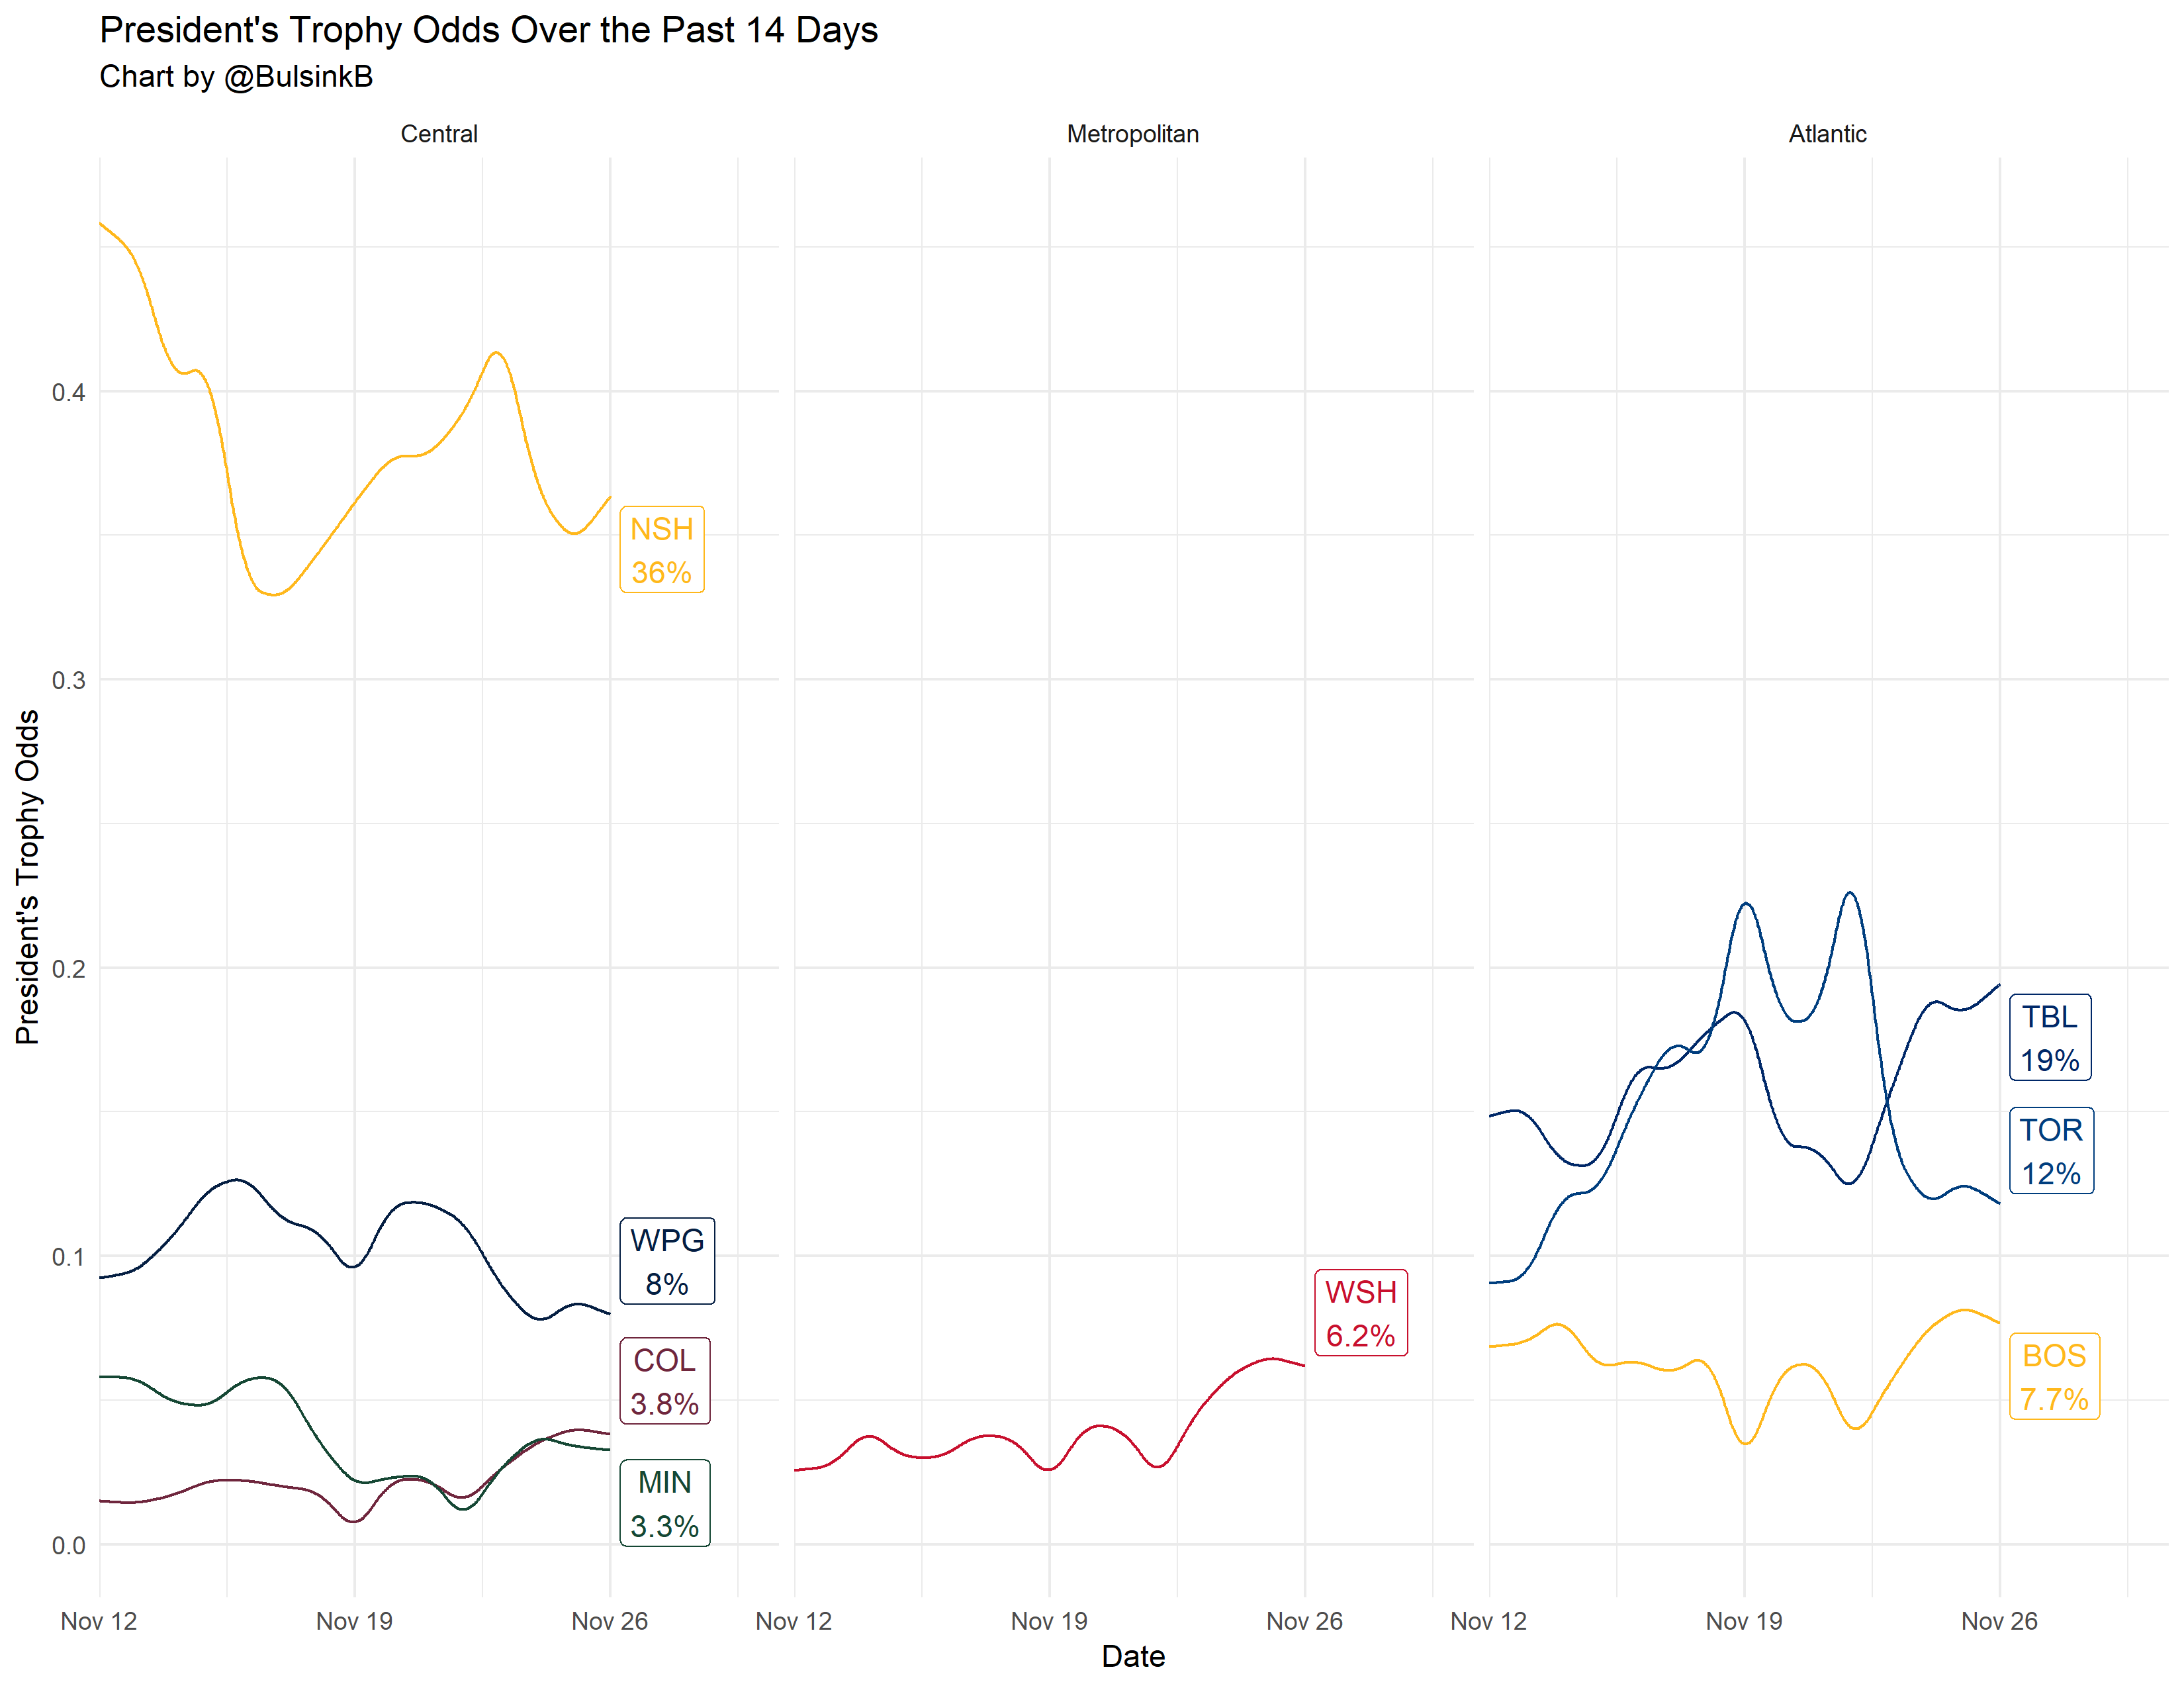 President's Trophy Odds Over the Past 14 Days
Chart by @BulsinkB
Central
Metropolitan
Atlantic
President's Trophy Odds
0.4
0.3
0.2
0.1
0.0
NSH
36%
WPG
8%
COL
3.8%
MIN
3.3%
WSH
6.2%
TBL
19%
TOR
12%
BOS
7.7%
Nov 12
Nov 19
Nov 26
Nov 12
Nov 19
Nov 26
Nov 12
Nov 19
Nov 26
Date